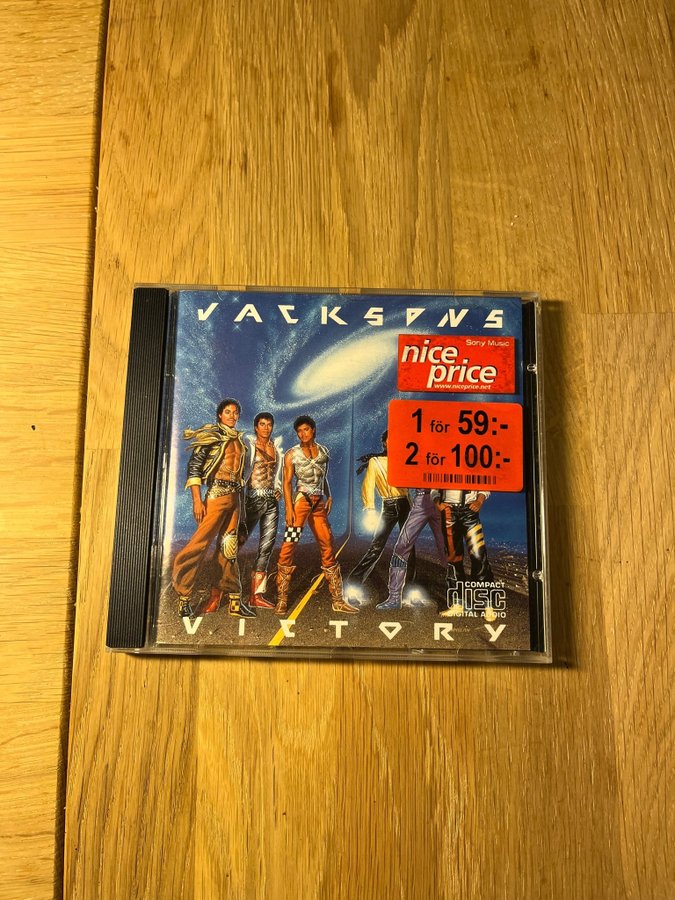 JACKSONS
Sony Music
nice
price
www.niceprice.net
1 för 59:-
2 för 100:-
COMPACT
disc
DIGITAL AUDIO
VICTORY